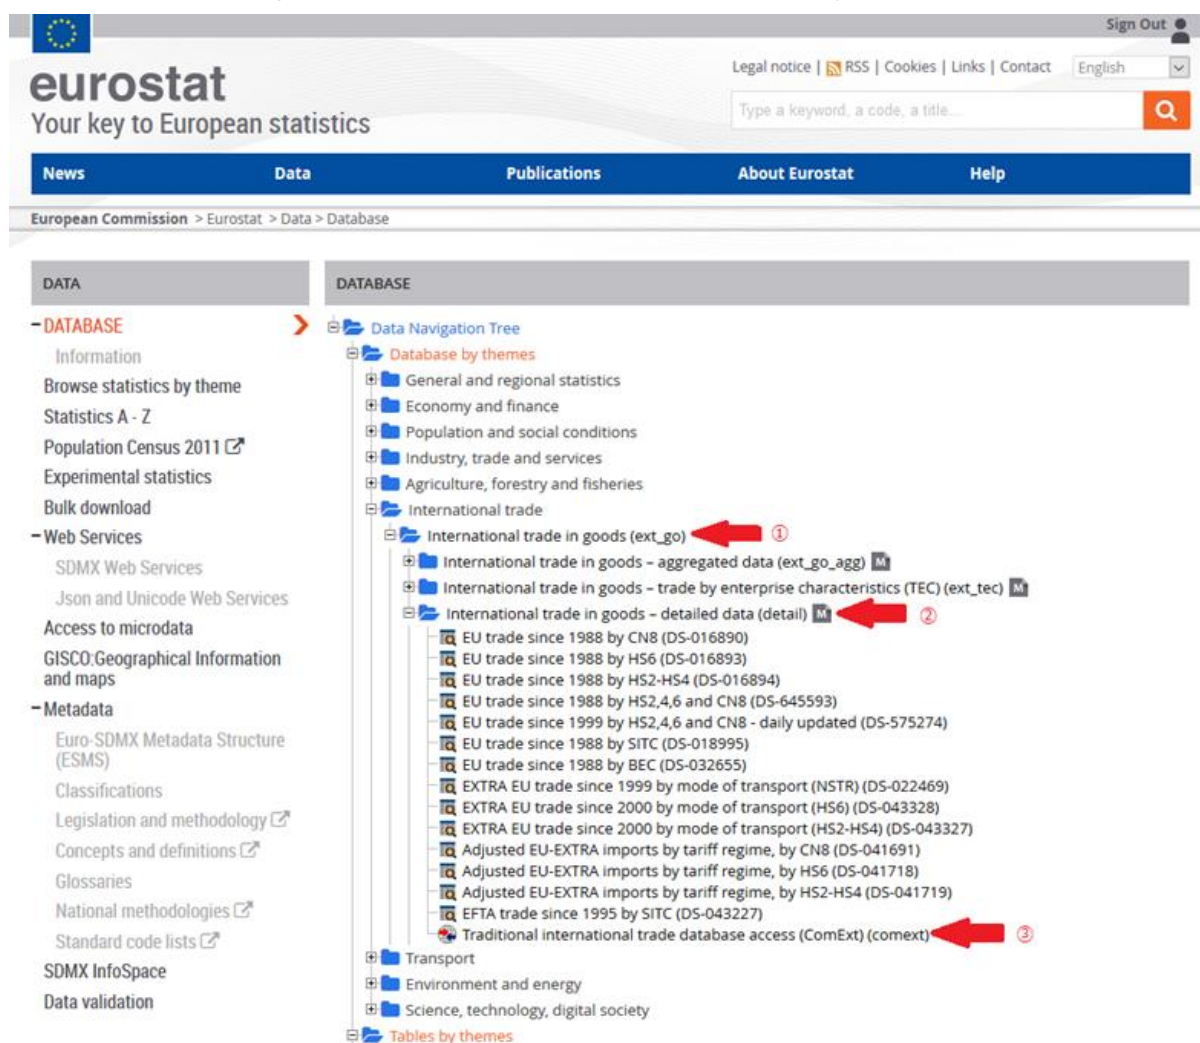 Sign Out
Legal notice | RSS | Cookies | Links | Contact English
eurostat
Your key to European statistics
Type a keyword, a code, a title...
News Data Publications About Eurostat Help
European Commission > Eurostat > Data > Database
DATA
DATABASE
Information
Browse statistics by theme
Statistics A - Z
Population Census 2011
Experimental statistics
Bulk download
Web Services
SDMX Web Services
Json and Unicode Web Services
Access to microdata
GISCO:Geographical Information
and maps
Metadata
Euro-SDMX Metadata Structure
(ESMS)
Classifications
Legislation and methodology
Concepts and definitions
Glossaries
National methodologies
Standard code lists
SDMX InfoSpace
Data validation
DATABASE
Data Navigation Tree
Database by themes
General and regional statistics
Economy and finance
Population and social conditions
Industry, trade and services
Agriculture, forestry and fisheries
International trade
International trade in goods (ext_go) ①
International trade in goods – aggregated data (ext_go_agg) M
International trade in goods – trade by enterprise characteristics (TEC) (ext_tec) M
International trade in goods – detailed data (detail) M ②
EU trade since 1988 by CN8 (DS-016890)
EU trade since 1988 by HS6 (DS-016893)
EU trade since 1988 by HS2-HS4 (DS-016894)
EU trade since 1988 by HS2,4,6 and CN8 (DS-645593)
EU trade since 1999 by HS2,4,6 and CN8 - daily updated (DS-575274)
EU trade since 1988 by SITC (DS-018995)
EU trade since 1988 by BEC (DS-032655)
EXTRA EU trade since 1999 by mode of transport (NSTR) (DS-022469)
EXTRA EU trade since 2000 by mode of transport (HS6) (DS-043328)
EXTRA EU trade since 2000 by mode of transport (HS2-HS4) (DS-043327)
Adjusted EU-EXTRA imports by tariff regime, by CN8 (DS-041691)
Adjusted EU-EXTRA imports by tariff regime, by HS6 (DS-041718)
Adjusted EU-EXTRA imports by tariff regime, by HS2-HS4 (DS-041719)
EFTA trade since 1995 by SITC (DS-043227)
Traditional international trade database access (ComExt) (comext) ③
Transport
Environment and energy
Science, technology, digital society
Tables by themes